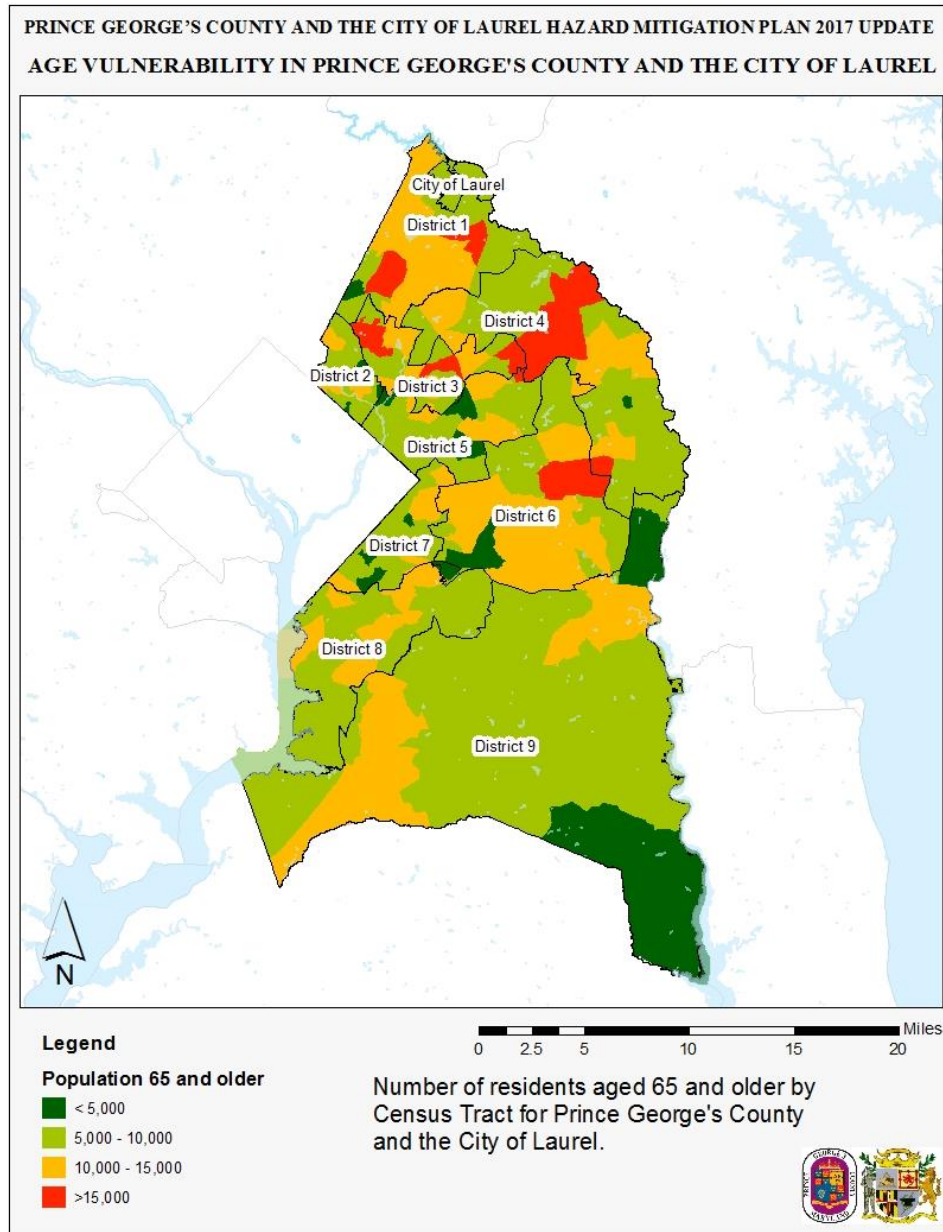 PRINCE GEORGE'S COUNTY AND THE CITY OF LAUREL HAZARD MITIGATION PLAN 2017 UPDATE
AGE VULNERABILITY IN PRINCE GEORGE'S COUNTY AND THE CITY OF LAUREL
City of Laurel
District 1
District 4
District 2
District 3
District 5
District 6
District 7
District 8
District 9
N
Legend
Population 65 and older
< 5,000
5,000 - 10,000
10,000 - 15,000
>15,000
Miles
0 2.5 5 10 15 20
Number of residents aged 65 and older by
Census Tract for Prince George's County
and the City of Laurel.